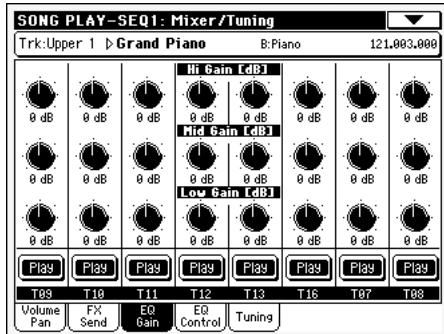 SONG PLAY-SEQ1: Mixer/Tuning
Trk:Upper 1 ▷Grand Piano B:Piano 121.003.000
Hi Gain [dB]
0 dB 0 dB 0 dB 0 dB 0 dB 0 dB 0 dB 0 dB
Mid Gain [dB]
0 dB 0 dB 0 dB 0 dB 0 dB 0 dB 0 dB 0 dB
Low Gain [dB]
0 dB 0 dB 0 dB 0 dB 0 dB 0 dB 0 dB 0 dB
Play Play Play Play Play Play Play Play
T09 T10 T11 T12 T13 T16 T07 T08
Volume Pan FX Send EQ Gain EQ Control Tuning